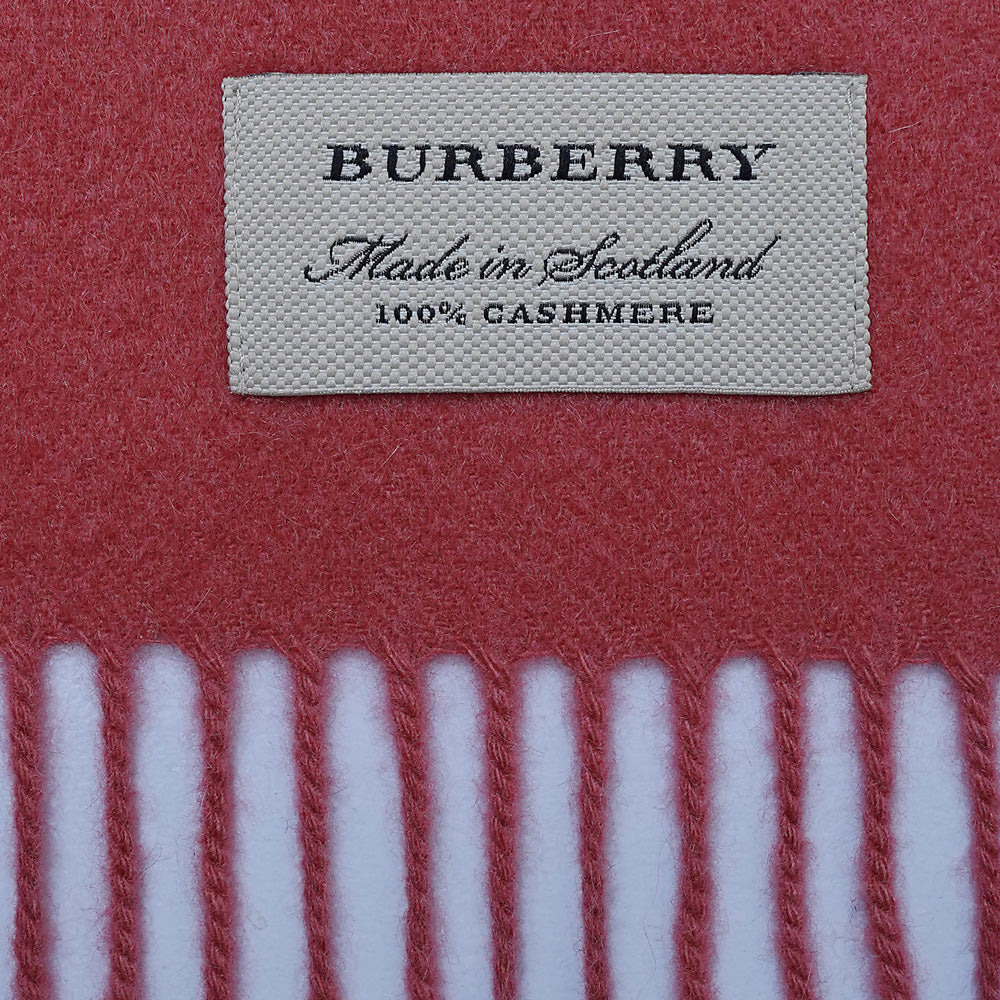 BURBERRY
Made in Scotland
100% CASHMERE